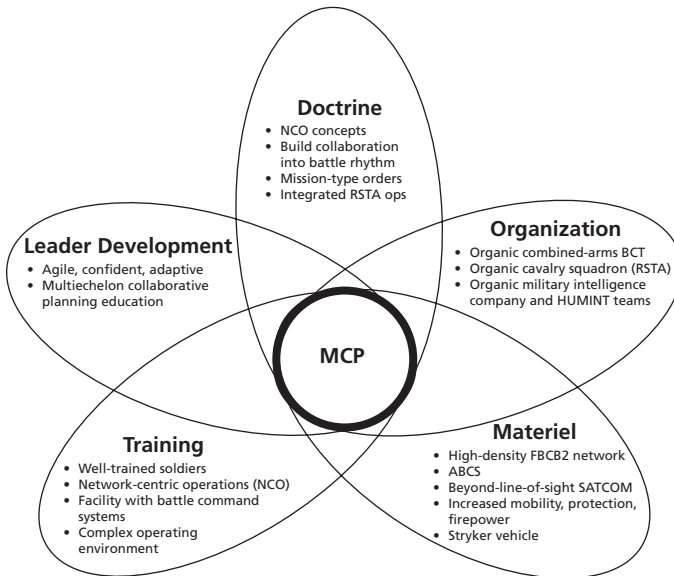 Doctrine
• NCO concepts
• Build collaboration
into battle rhythm
• Mission-type orders
• Integrated RSTA ops
Leader Development
• Agile, confident, adaptive
• Multiechelon collaborative
planning education
Organization
• Organic combined-arms BCT
• Organic cavalry squadron (RSTA)
• Organic military intelligence
company and HUMINT teams
MCP
Training
• Well-trained soldiers
• Network-centric operations (NCO)
• Facility with battle command
systems
• Complex operating
environment
Materiel
• High-density FBCB2 network
• ABCS
• Beyond-line-of-sight SATCOM
• Increased mobility, protection,
firepower
• Stryker vehicle